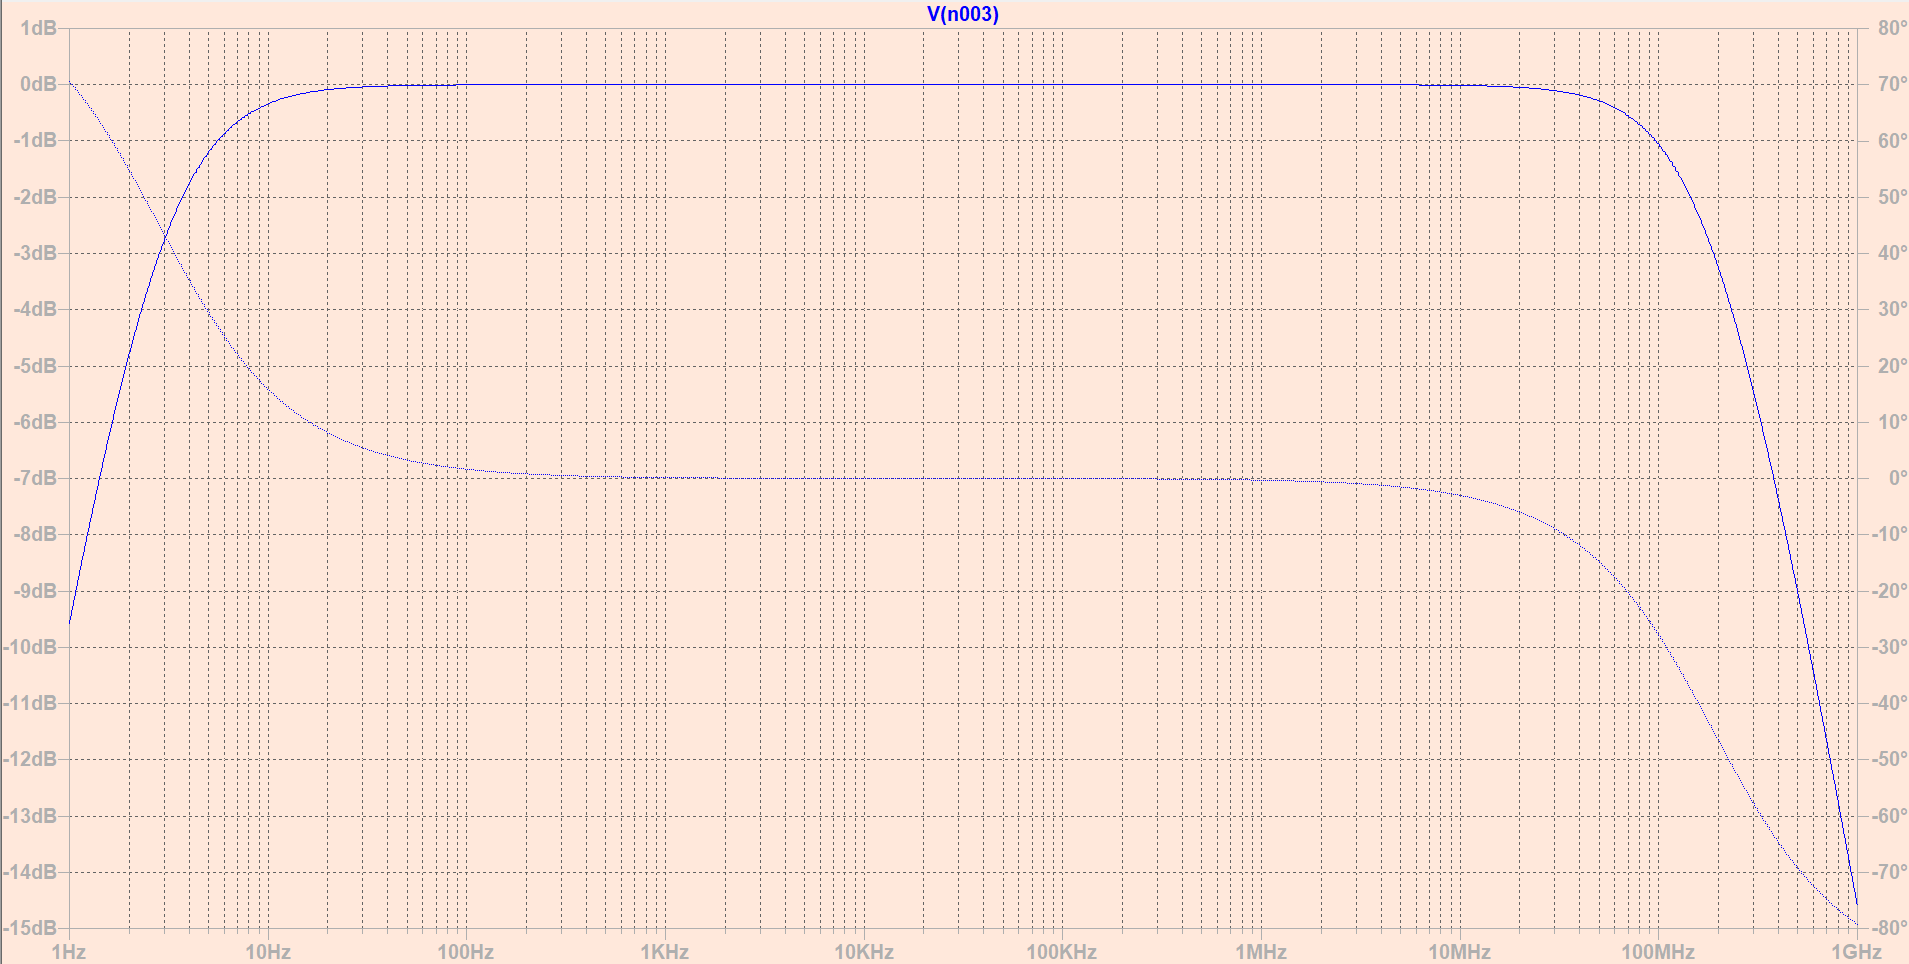 V(n003)
1dB 80°
0dB 70°
-1dB 60°
-2dB 50°
-3dB 40°
-4dB 30°
-5dB 20°
-6dB 10°
-7dB 0°
-8dB -10°
-9dB -20°
-10dB -30°
-11dB -40°
-12dB -50°
-13dB -60°
-14dB -70°
-15dB -80°
1Hz 10Hz 100Hz 1KHz 10KHz 100KHz 1MHz 10MHz 100MHz 1GHz